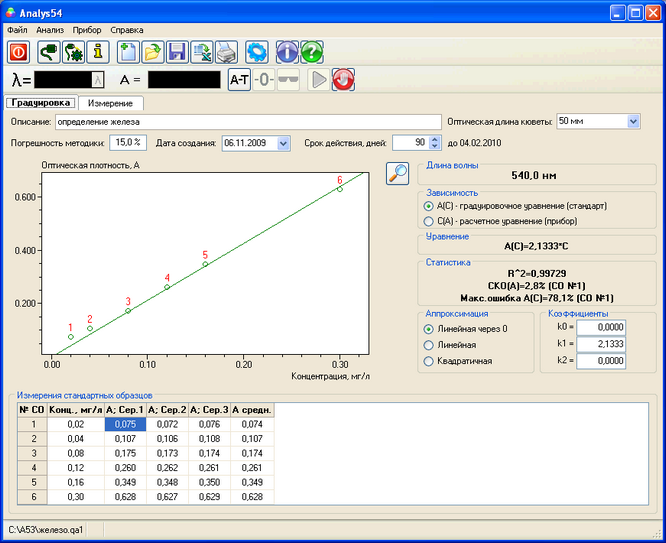 Analys54
Файл Анализ Прибор Справка
λ= λ A = A-T -0-
Градуировка Измерение
Описание: определение железа Оптическая длина кюветы: 50 мм
Погрешность методики: 15,0 % Дата создания: 06.11.2009 Срок действия, дней: 90 до 04.02.2010
Оптическая плотность, А
0.600
0.400
0.200
1 2 3 4 5 6
0.00 0.10 0.20 0.30
Концентрация, мг/л
Длина волны
540,0 нм
Зависимость
A(C) - градуировочное уравнение (стандарт)
C(A) - расчетное уравнение (прибор)
Уравнение
A(C)=2,1333*C
Статистика
R^2=0,99729
СКО(A)=2,8% (СО №1)
Макс.ошибка A(C)=78,1% (СО №1)
Аппроксимация
Линейная через 0
Линейная
Квадратичная
Коэффициенты
k0 = 0,0000
k1 = 2,1333
k2 = 0,0000
Измерения стандартных образцов
№ СО Конц., мг/л A; Сер.1 A; Сер.2 A; Сер.3 A средн.
1 0,02 0,075 0,072 0,076 0,074
2 0,04 0,107 0,106 0,108 0,107
3 0,08 0,175 0,173 0,174 0,174
4 0,12 0,260 0,262 0,261 0,261
5 0,16 0,349 0,348 0,350 0,349
6 0,30 0,628 0,627 0,629 0,628
C:\A53\железо.qa1